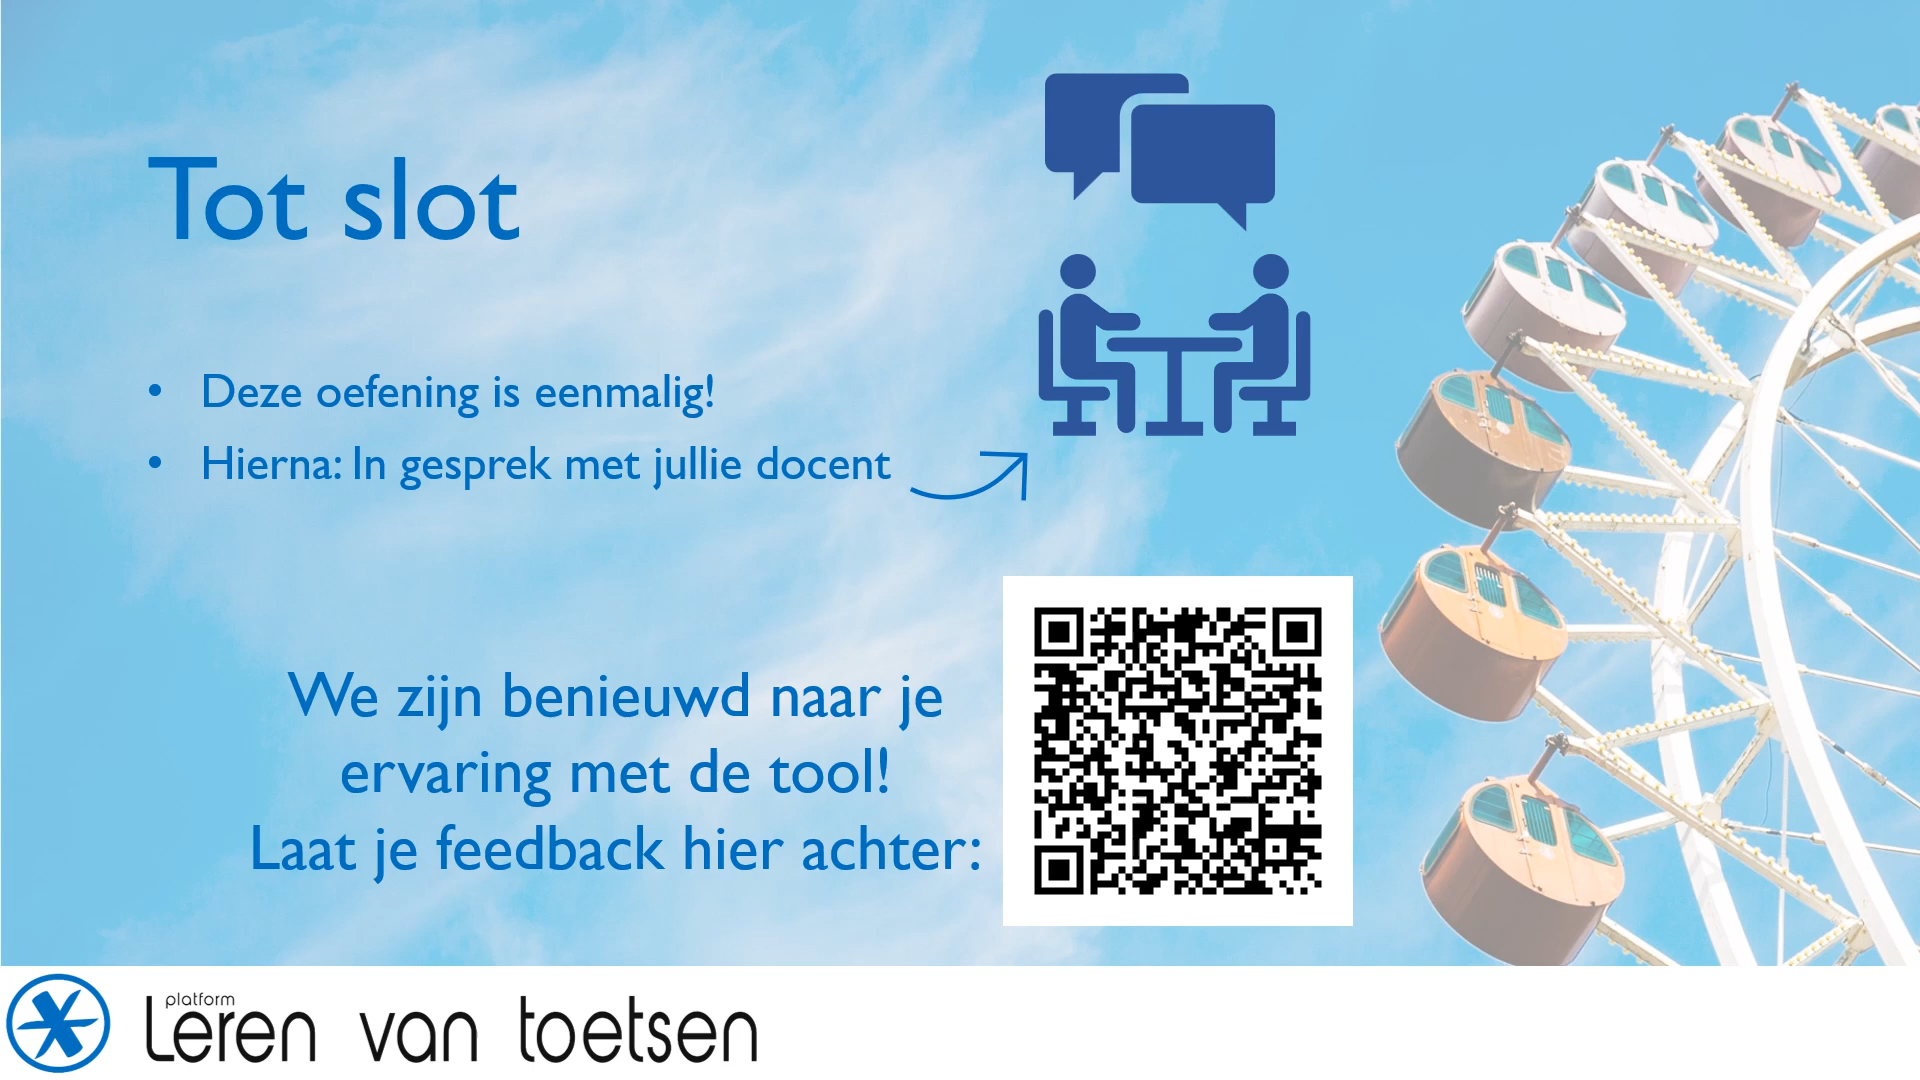 Tot slot
• Deze oefening is eenmalig!
• Hierna: In gesprek met jullie docent
We zijn benieuwd naar je
ervaring met de tool!
Laat je feedback hier achter:
platform
Leren van toetsen